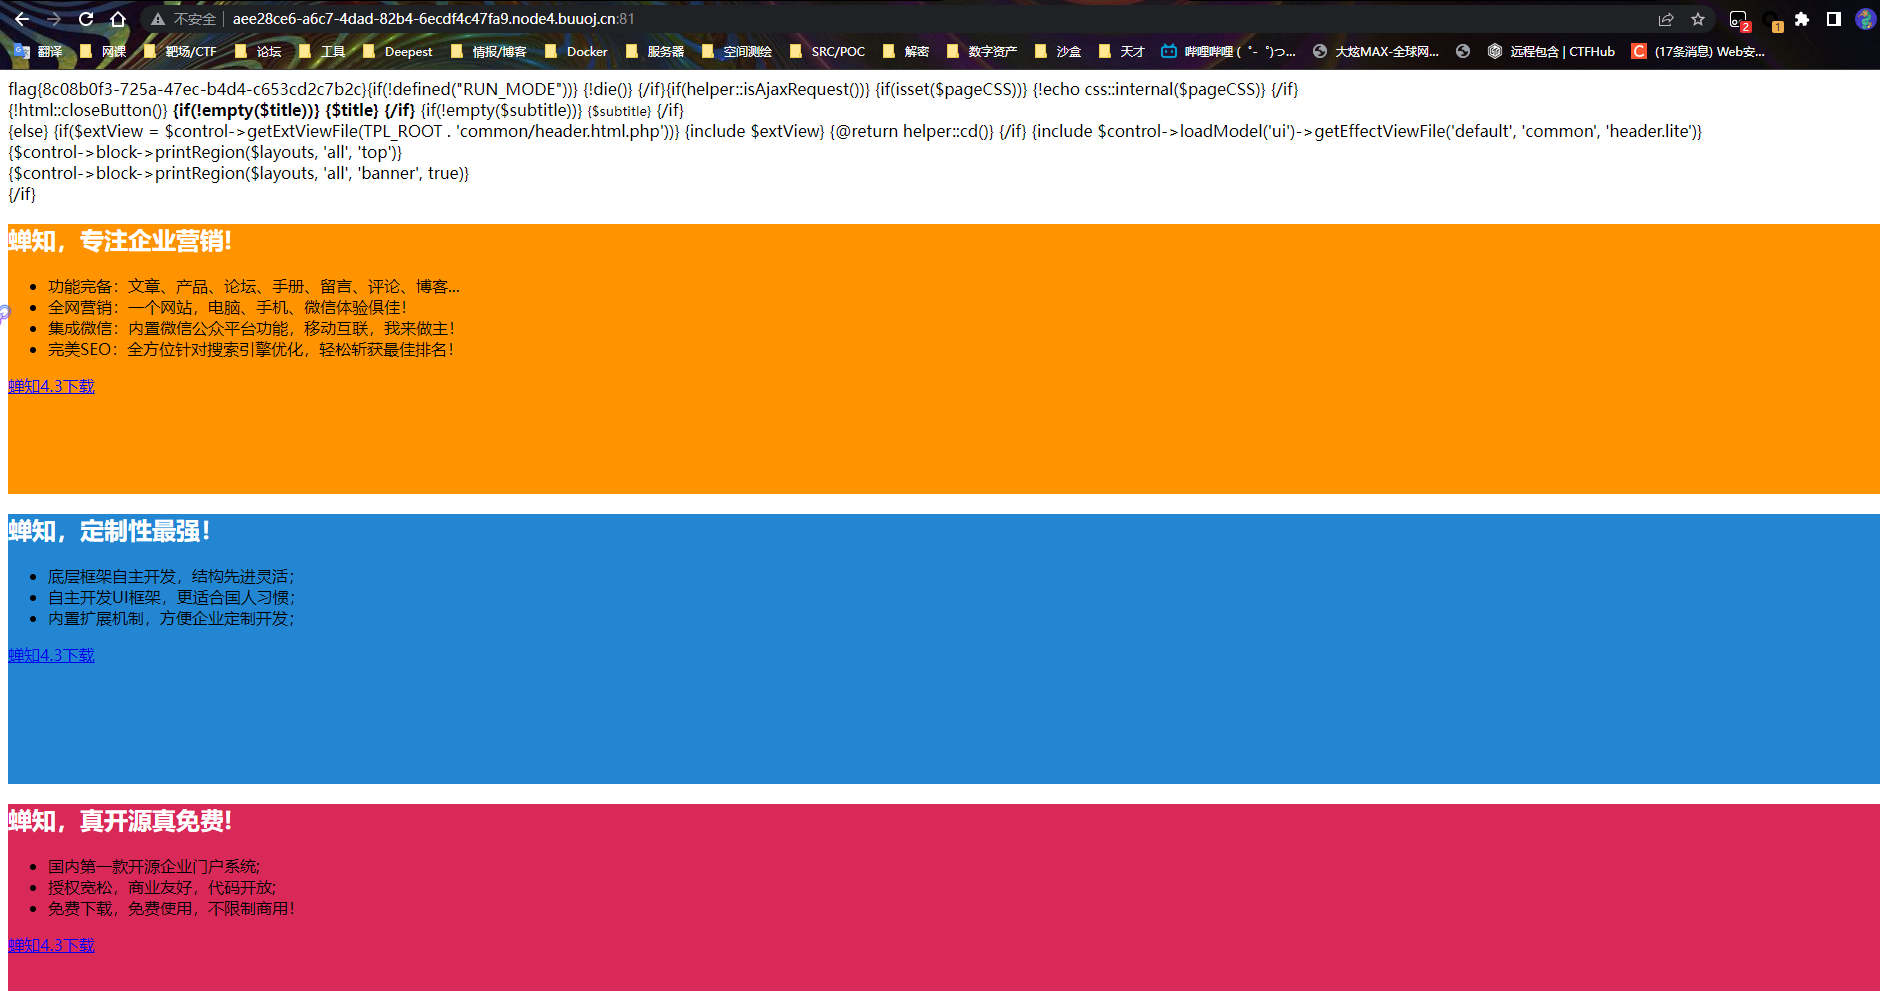 不安全 | aee28ce6-a6c7-4dad-82b4-6ecdf4c47fa9.node4.buuoj.cn:81
翻译 网课 靶场/CTF 论坛 工具 Deepest 情报/博客 Docker 服务器 空间测绘 SRC/POC 解密 数字资产 沙盒 天才 哔哩哔哩 (゜-゜)つ... 大炫MAX-全球网... 远程包含 | CTFHub (17条消息) Web安...
flag{8c08b0f3-725a-47ec-b4d4-c653cd2c7b2c}{if(!defined("RUN_MODE"))} {!die()} {/if}{if(helper::isAjaxRequest())} {if(isset($pageCSS))} {!echo css::internal($pageCSS)} {/if}
{!html::closeButton()} {if(!empty($title))} {$title} {/if} {if(!empty($subtitle))} {$subtitle} {/if}
{else} {if($extView = $control->getExtViewFile(TPL_ROOT . 'common/header.html.php'))} {include $extView} {@return helper::cd()} {/if} {include $control->loadModel('ui')->getEffectViewFile('default', 'common', 'header.lite')}
{$control->block->printRegion($layouts, 'all', 'top')}
{$control->block->printRegion($layouts, 'all', 'banner', true)}
{/if}
蝉知，专注企业营销!
功能完备：文章、产品、论坛、手册、留言、评论、博客...
全网营销：一个网站，电脑、手机、微信体验俱佳！
集成微信：内置微信公众平台功能，移动互联，我来做主！
完美SEO：全方位针对搜索引擎优化，轻松斩获最佳排名！
蝉知4.3下载
蝉知，定制性最强！
底层框架自主开发，结构先进灵活；
自主开发UI框架，更适合国人习惯；
内置扩展机制，方便企业定制开发；
蝉知4.3下载
蝉知，真开源真免费!
国内第一款开源企业门户系统;
授权宽松，商业友好，代码开放;
免费下载，免费使用，不限制商用！
蝉知4.3下载